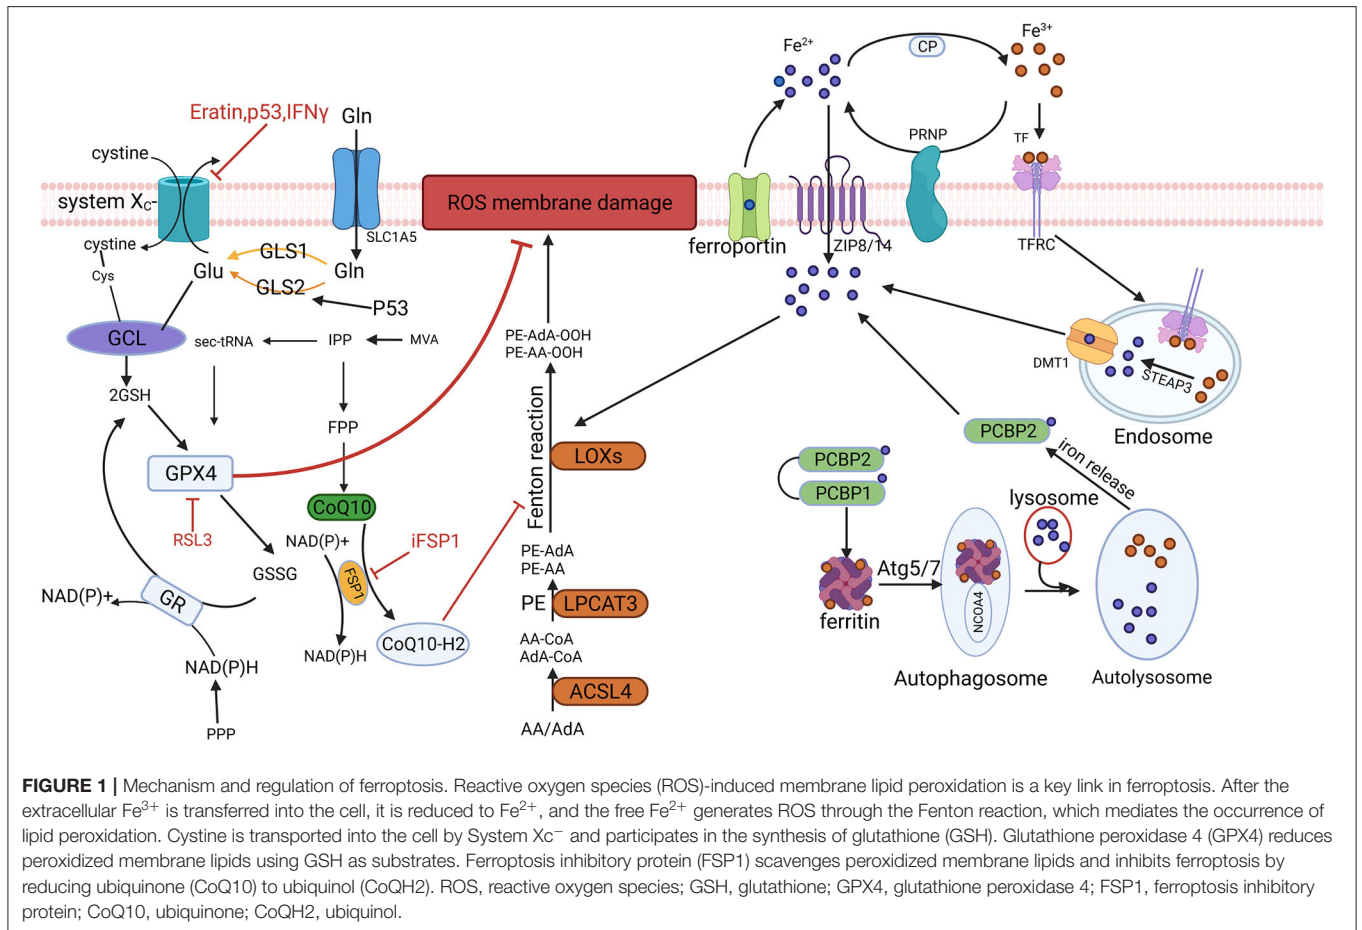 Fe2+
CP
Fe3+
Eratin,p53,IFNγ
Gln
cystine
PRNP
TF
system Xc-
ROS membrane damage
SLC1A5
cystine
ferroportin
ZIP8/14
TFRC
Cys
Glu
GLS1
GLS2
Gln
P53
GCL
sec-tRNA
IPP
MVA
PE-AdA-OOH
PE-AA-OOH
DMT1
STEAP3
Endosome
2GSH
FPP
Fenton reaction
LOXs
PCBP2
iron release
GPX4
PCBP2
PCBP1
lysosome
CoQ10
RSL3
NAD(P)+
iFSP1
FSP1
GSSG
PE-AdA
PE-AA
Atg5/7
NCOA4
ferritin
NAD(P)+
GR
PE
LPCAT3
CoQ10-H2
NAD(P)H
AA-CoA
AdA-CoA
NAD(P)H
ACSL4
Autophagosome
Autolysosome
PPP
AA/AdA
FIGURE 1 | Mechanism and regulation of ferroptosis. Reactive oxygen species (ROS)-induced membrane lipid peroxidation is a key link in ferroptosis. After the
extracellular Fe3+ is transferred into the cell, it is reduced to Fe2+, and the free Fe2+ generates ROS through the Fenton reaction, which mediates the occurrence of
lipid peroxidation. Cystine is transported into the cell by System Xc− and participates in the synthesis of glutathione (GSH). Glutathione peroxidase 4 (GPX4) reduces
peroxidized membrane lipids using GSH as substrates. Ferroptosis inhibitory protein (FSP1) scavenges peroxidized membrane lipids and inhibits ferroptosis by
reducing ubiquinone (CoQ10) to ubiquinol (CoQH2). ROS, reactive oxygen species; GSH, glutathione; GPX4, glutathione peroxidase 4; FSP1, ferroptosis inhibitory
protein; CoQ10, ubiquinone; CoQH2, ubiquinol.